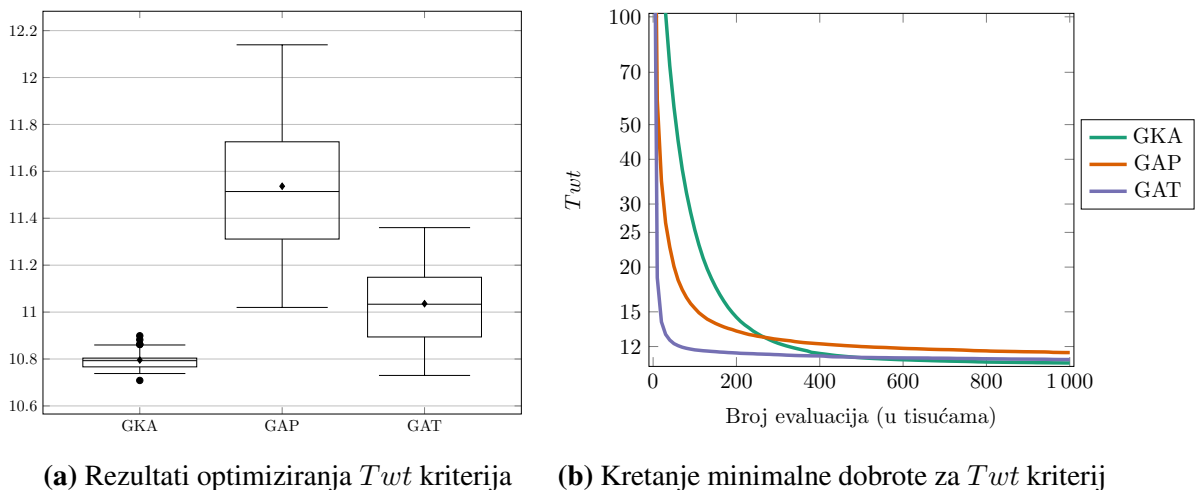 12.2
12
11.8
11.6
11.4
11.2
11
10.8
10.6
GKA GAP GAT
(a) Rezultati optimiziranja Twt kriterija
100
70
50
40
30
25
20
15
12
Twt
0 200 400 600 800 1 000
Broj evaluacija (u tisućama)
GKA
GAP
GAT
(b) Kretanje minimalne dobrote za Twt kriterij